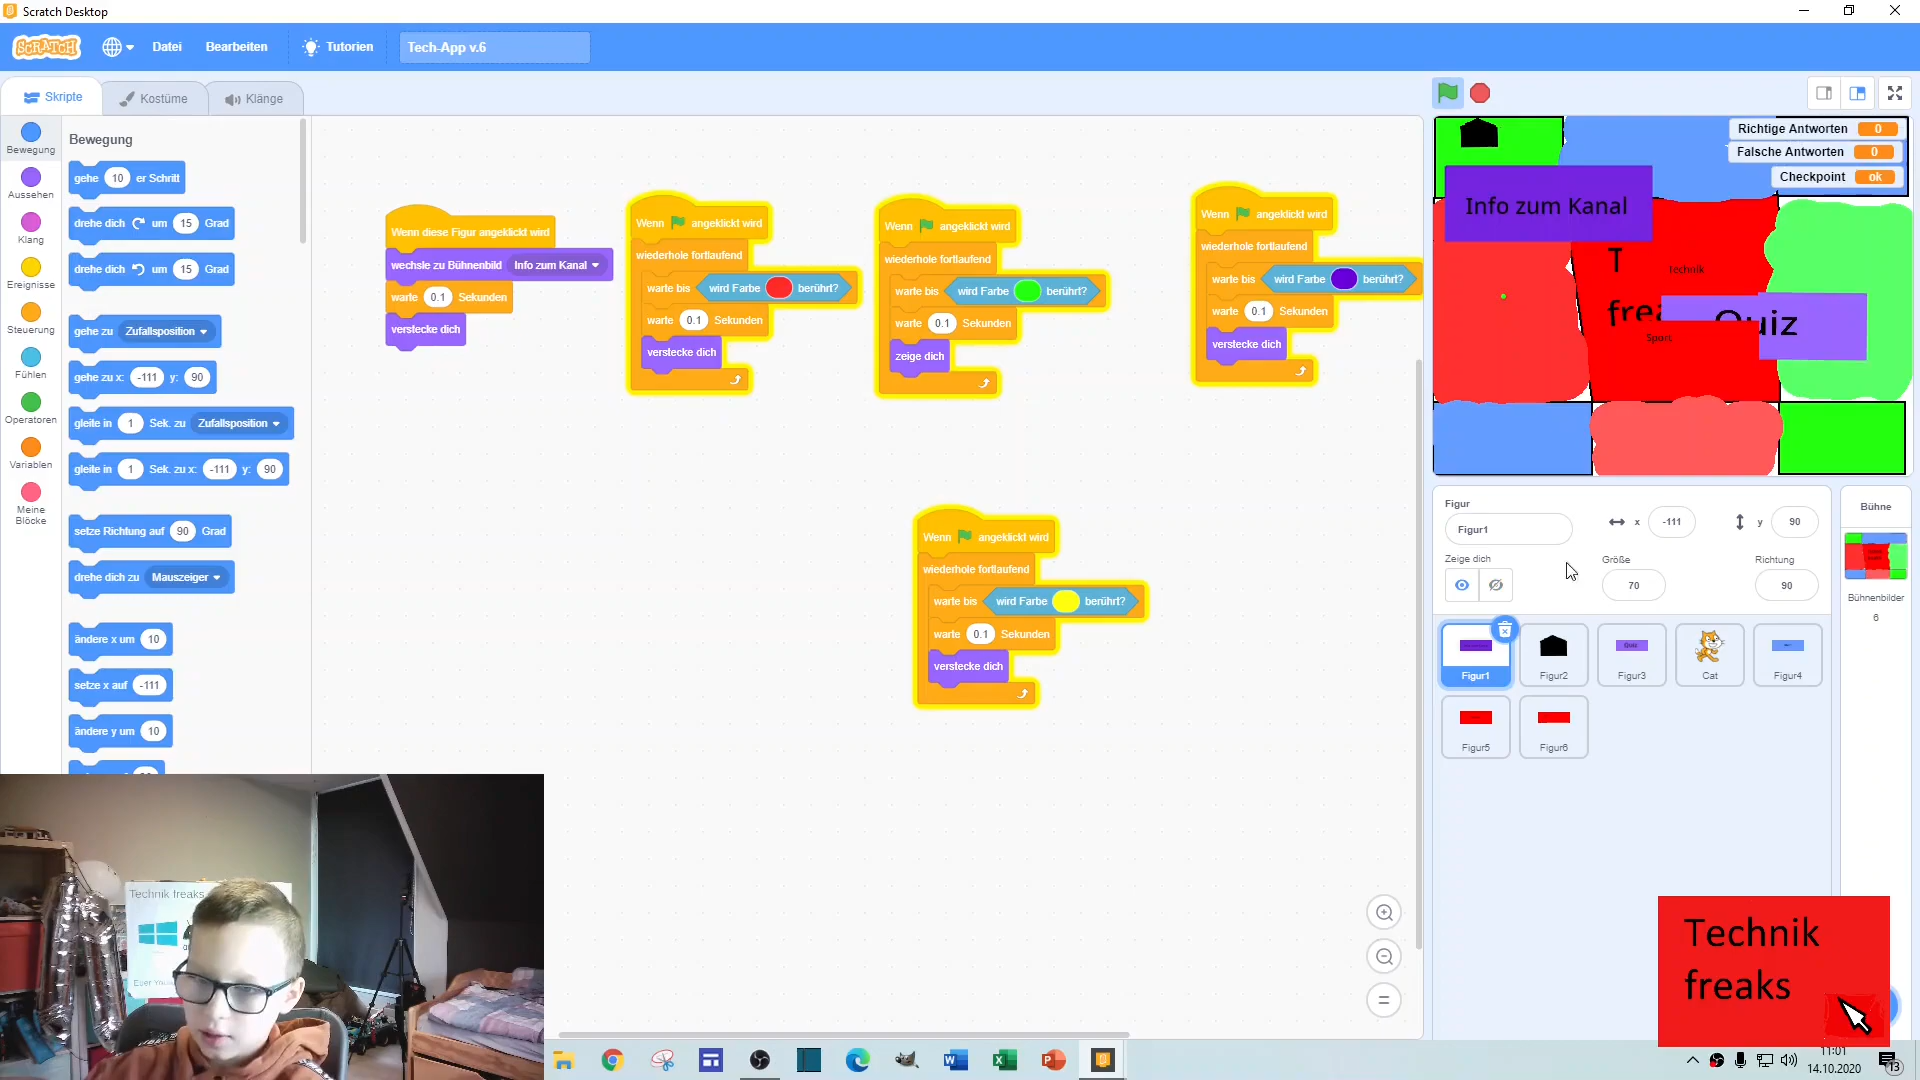 Scratch Desktop
SCRATCH
Datei
Bearbeiten
Tutorien
Tech-App v.6
Skripte
Kostüme
Klänge
Bewegung
Aussehen
Klang
Ereignisse
Steuerung
Fühlen
Operatoren
Variablen
Meine
Blöcke
Bewegung
gehe 10 er Schritt
drehe dich um 15 Grad
drehe dich um 15 Grad
gehe zu Zufallsposition
gehe zu x: -111 y: 90
gleite in 1 Sek. zu Zufallsposition
gleite in 1 Sek. zu x: -111 y: 90
setze Richtung auf 90 Grad
drehe dich zu Mauszeiger
ändere x um 10
setze x auf -111
ändere y um 10
Wenn diese Figur angeklickt wird
wechsle zu Bühnenbild Info zum Kanal
warte 0.1 Sekunden
verstecke dich
Wenn angeklickt wird
wiederhole fortlaufend
warte bis wird Farbe berührt?
warte 0.1 Sekunden
verstecke dich
Wenn angeklickt wird
wiederhole fortlaufend
warte bis wird Farbe berührt?
warte 0.1 Sekunden
zeige dich
Wenn angeklickt wird
wiederhole fortlaufend
warte bis wird Farbe berührt?
warte 0.1 Sekunden
verstecke dich
Wenn angeklickt wird
wiederhole fortlaufend
warte bis wird Farbe berührt?
warte 0.1 Sekunden
verstecke dich
Richtige Antworten 0
Falsche Antworten 0
Checkpoint ok
Info zum Kanal
T
Technik
frea
Quiz
Sport
Figur
Figur1
x -111
y 90
Zeige dich
Größe
70
Richtung
90
Figur1
Figur2
Figur3
Cat
Figur4
Figur5
Figur6
Bühne
Bühnenbilder
6
Technik
freaks
Technik freaks
11:01
14.10.2020
13